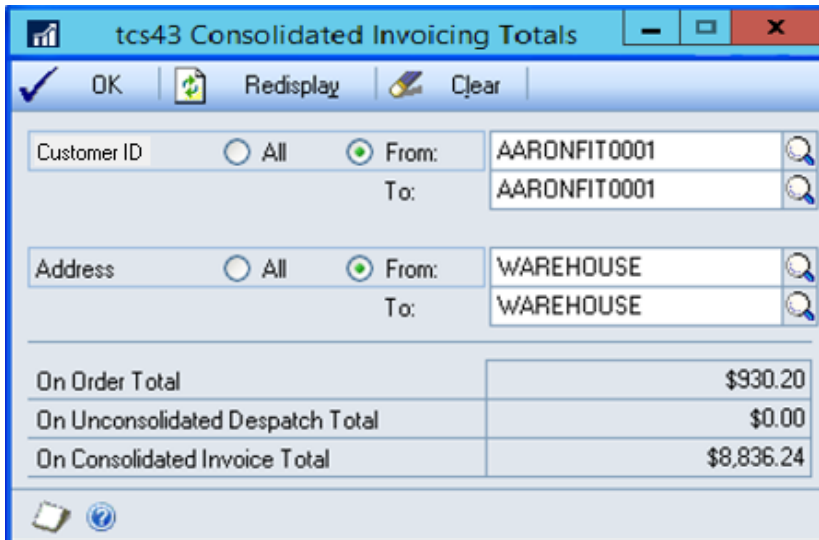 tcs43 Consolidated Invoicing Totals
OK Redisplay Clear
Customer ID All From: AARONFIT0001
To: AARONFIT0001
Address All From: WAREHOUSE
To: WAREHOUSE
On Order Total $930.20
On Unconsolidated Despatch Total $0.00
On Consolidated Invoice Total $8,836.24